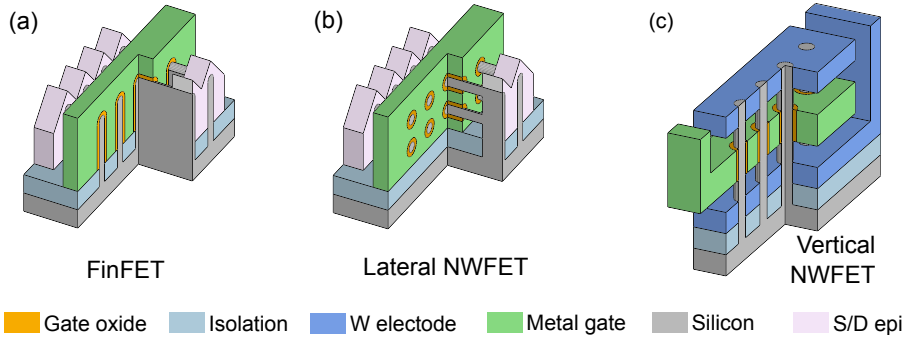 (a)
(b)
(c)
FinFET
Lateral NWFET
Vertical
NWFET
Gate oxide
Isolation
W electode
Metal gate
Silicon
S/D epi